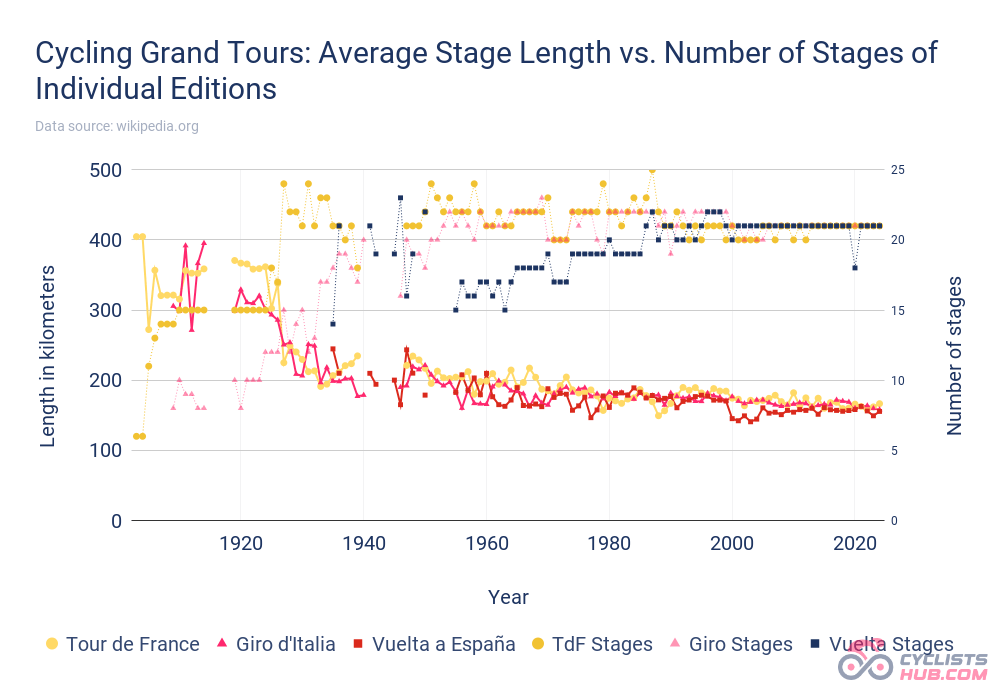 Cycling Grand Tours: Average Stage Length vs. Number of Stages of
Individual Editions
Data source: wikipedia.org
500
400
300
200
100
0
25
20
15
10
5
0
Length in kilometers
Number of stages
1920 1940 1960 1980 2000 2020
Year
Tour de France Giro d'Italia Vuelta a España TdF Stages Giro Stages Vuelta Stages
CYCLISTS
HUB.COM